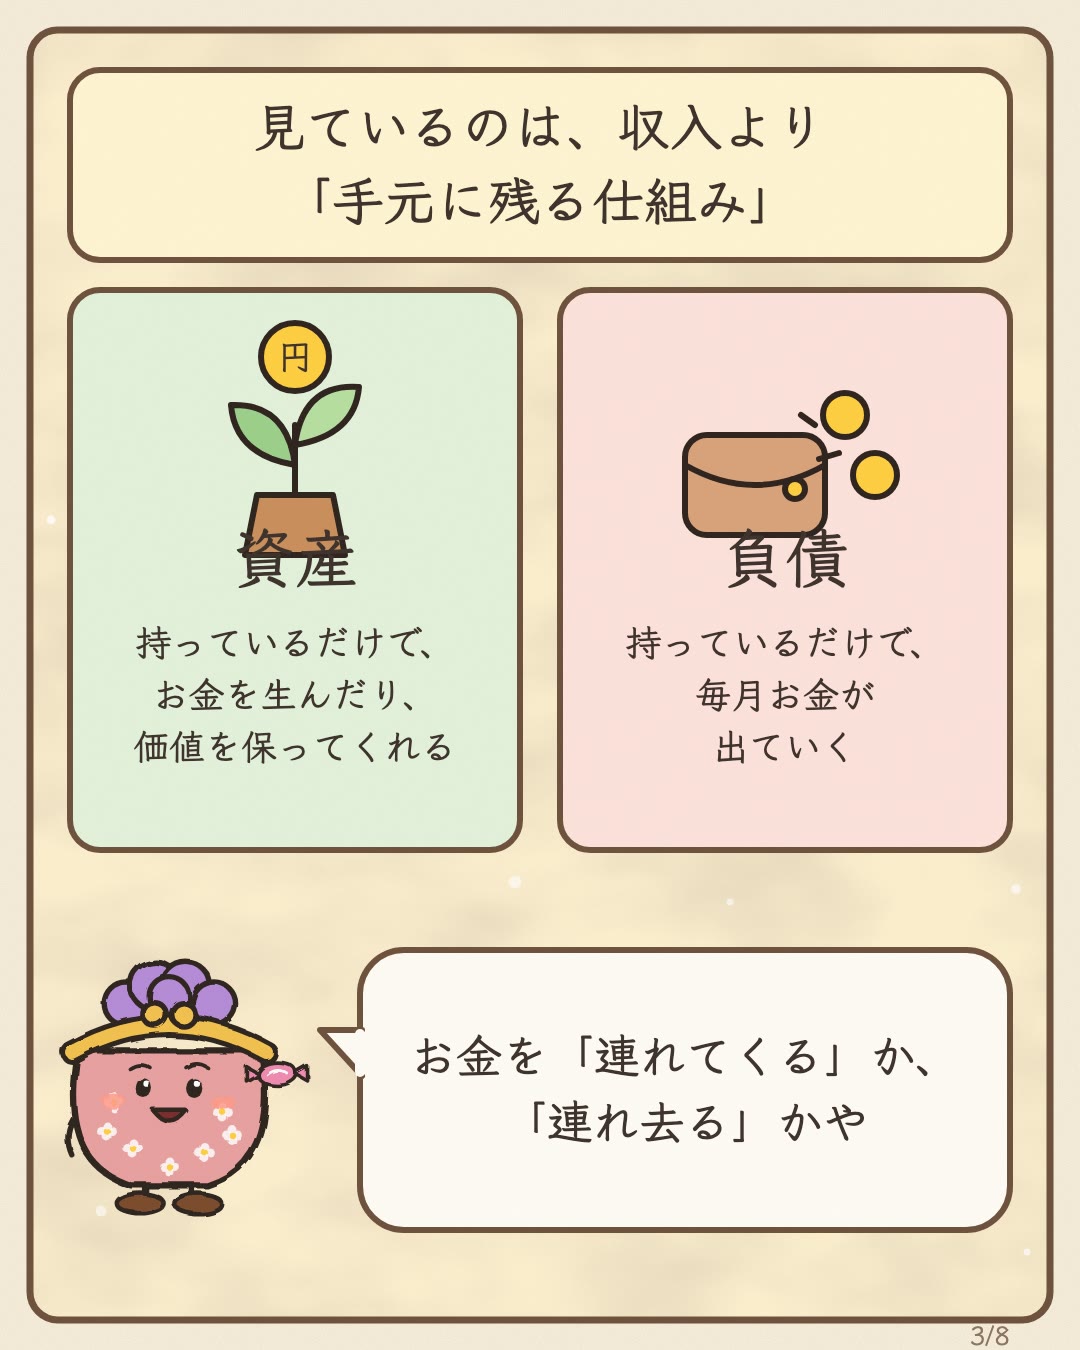 見ているのは、収入より
「手元に残る仕組み」
円
資産
持っているだけで、
お金を生んだり、
価値を保ってくれる
負債
持っているだけで、
毎月お金が
出ていく
お金を「連れてくる」か、
「連れ去る」かや
3/8